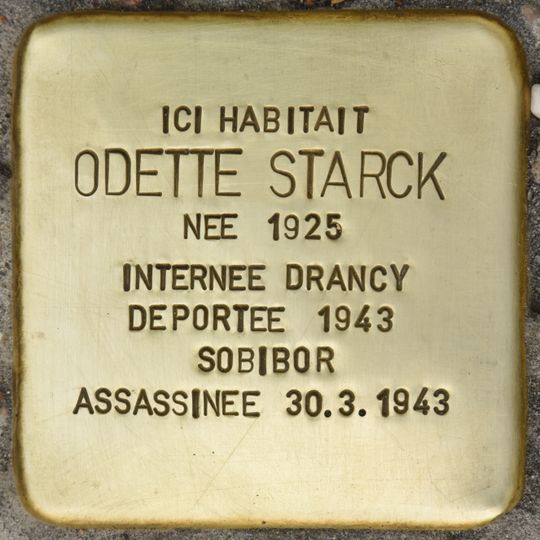 ICI HABITAIT
ODETTE STARCK
NEE 1925
INTERNEE DRANCY
DEPORTEE 1943
SOBIBOR
ASSASSINEE 30.3.1943